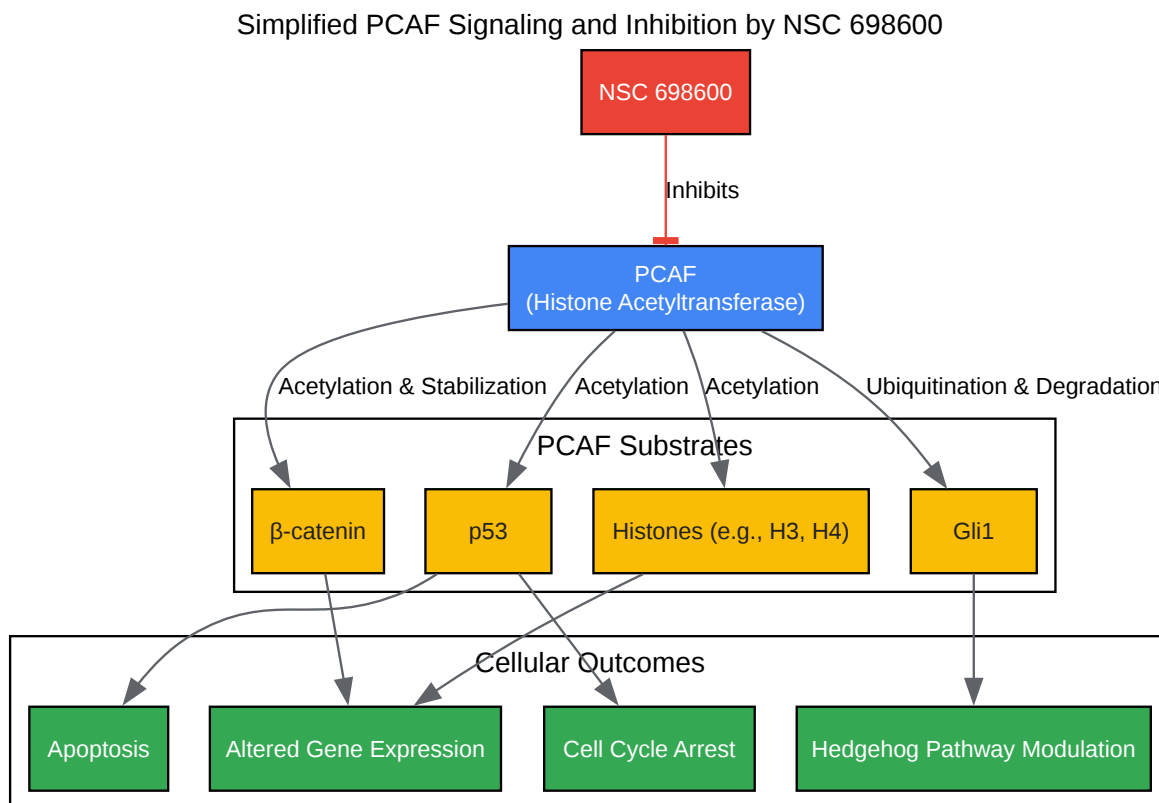 Simplified PCAF Signaling and Inhibition by NSC 698600
NSC 698600
Inhibits
PCAF
(Histone Acetyltransferase)
Acetylation & Stabilization
Acetylation
Acetylation
Ubiquitination & Degradation
PCAF Substrates
β-catenin
p53
Histones (e.g., H3, H4)
Gli1
Cellular Outcomes
Apoptosis
Altered Gene Expression
Cell Cycle Arrest
Hedgehog Pathway Modulation